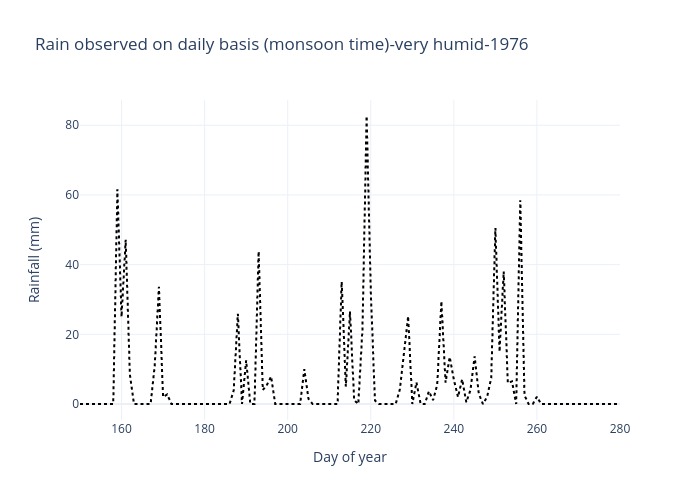 Rain observed on daily basis (monsoon time)-very humid-1976
80
60
40
20
0
Rainfall (mm)
160 180 200 220 240 260 280
Day of year